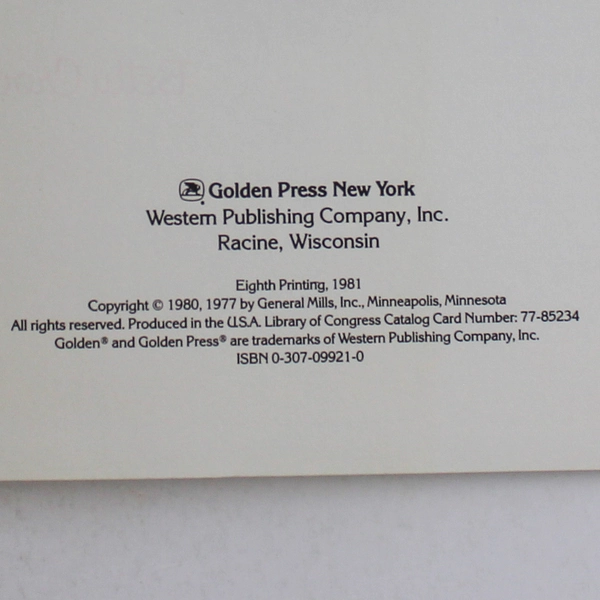 Golden Press New York
Western Publishing Company, Inc.
Racine, Wisconsin
Eighth Printing, 1981
Copyright © 1980, 1977 by General Mills, Inc., Minneapolis, Minnesota
All rights reserved. Produced in the U.S.A. Library of Congress Catalog Card Number: 77-85234
Golden® and Golden Press® are trademarks of Western Publishing Company, Inc.
ISBN 0-307-09921-0